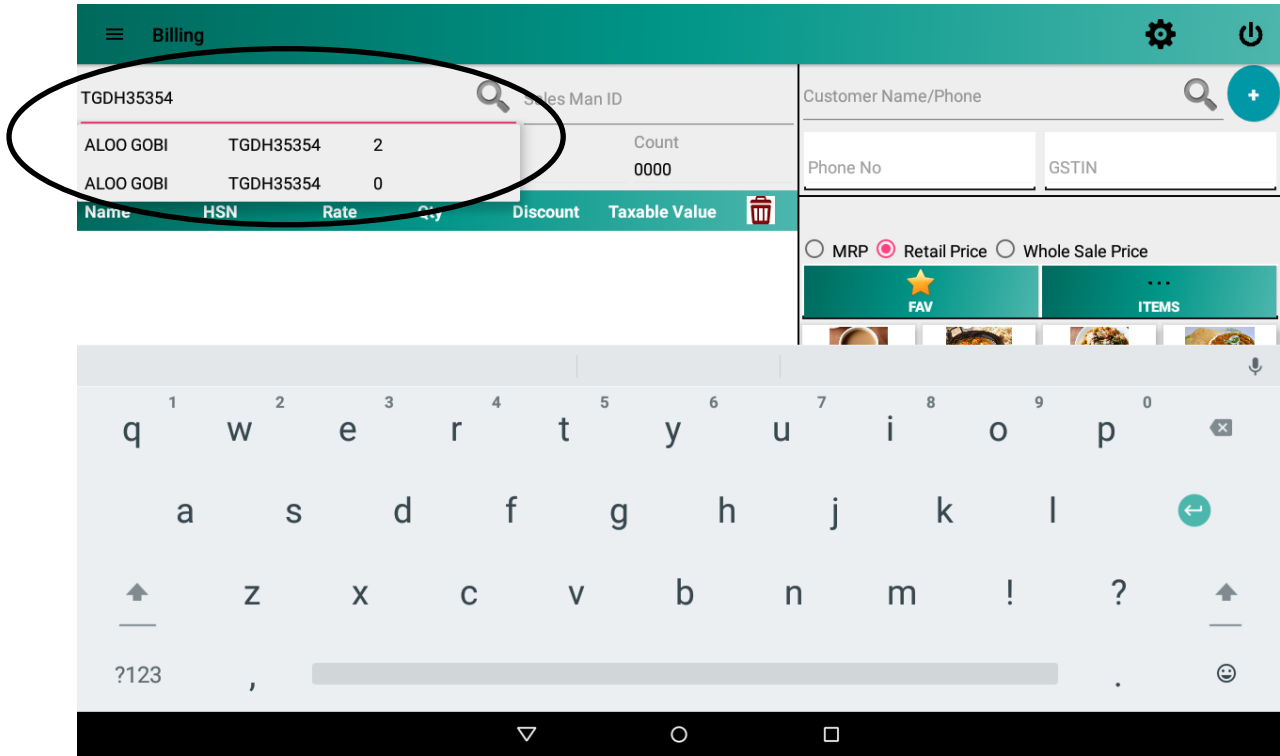 Billing
TGDH35354
Sales Man ID
Customer Name/Phone
+
ALOO GOBI TGDH35354 2
ALOO GOBI TGDH35354 0
Count
0000
Phone No
GSTIN
Name HSN Rate Qty Discount Taxable Value
MRP Retail Price Whole Sale Price
FAV
...
ITEMS
1 2 3 4 5 6 7 8 9 0
q w e r t y u i o p
a s d f g h j k l
z x c v b n m ! ?
?123 , .